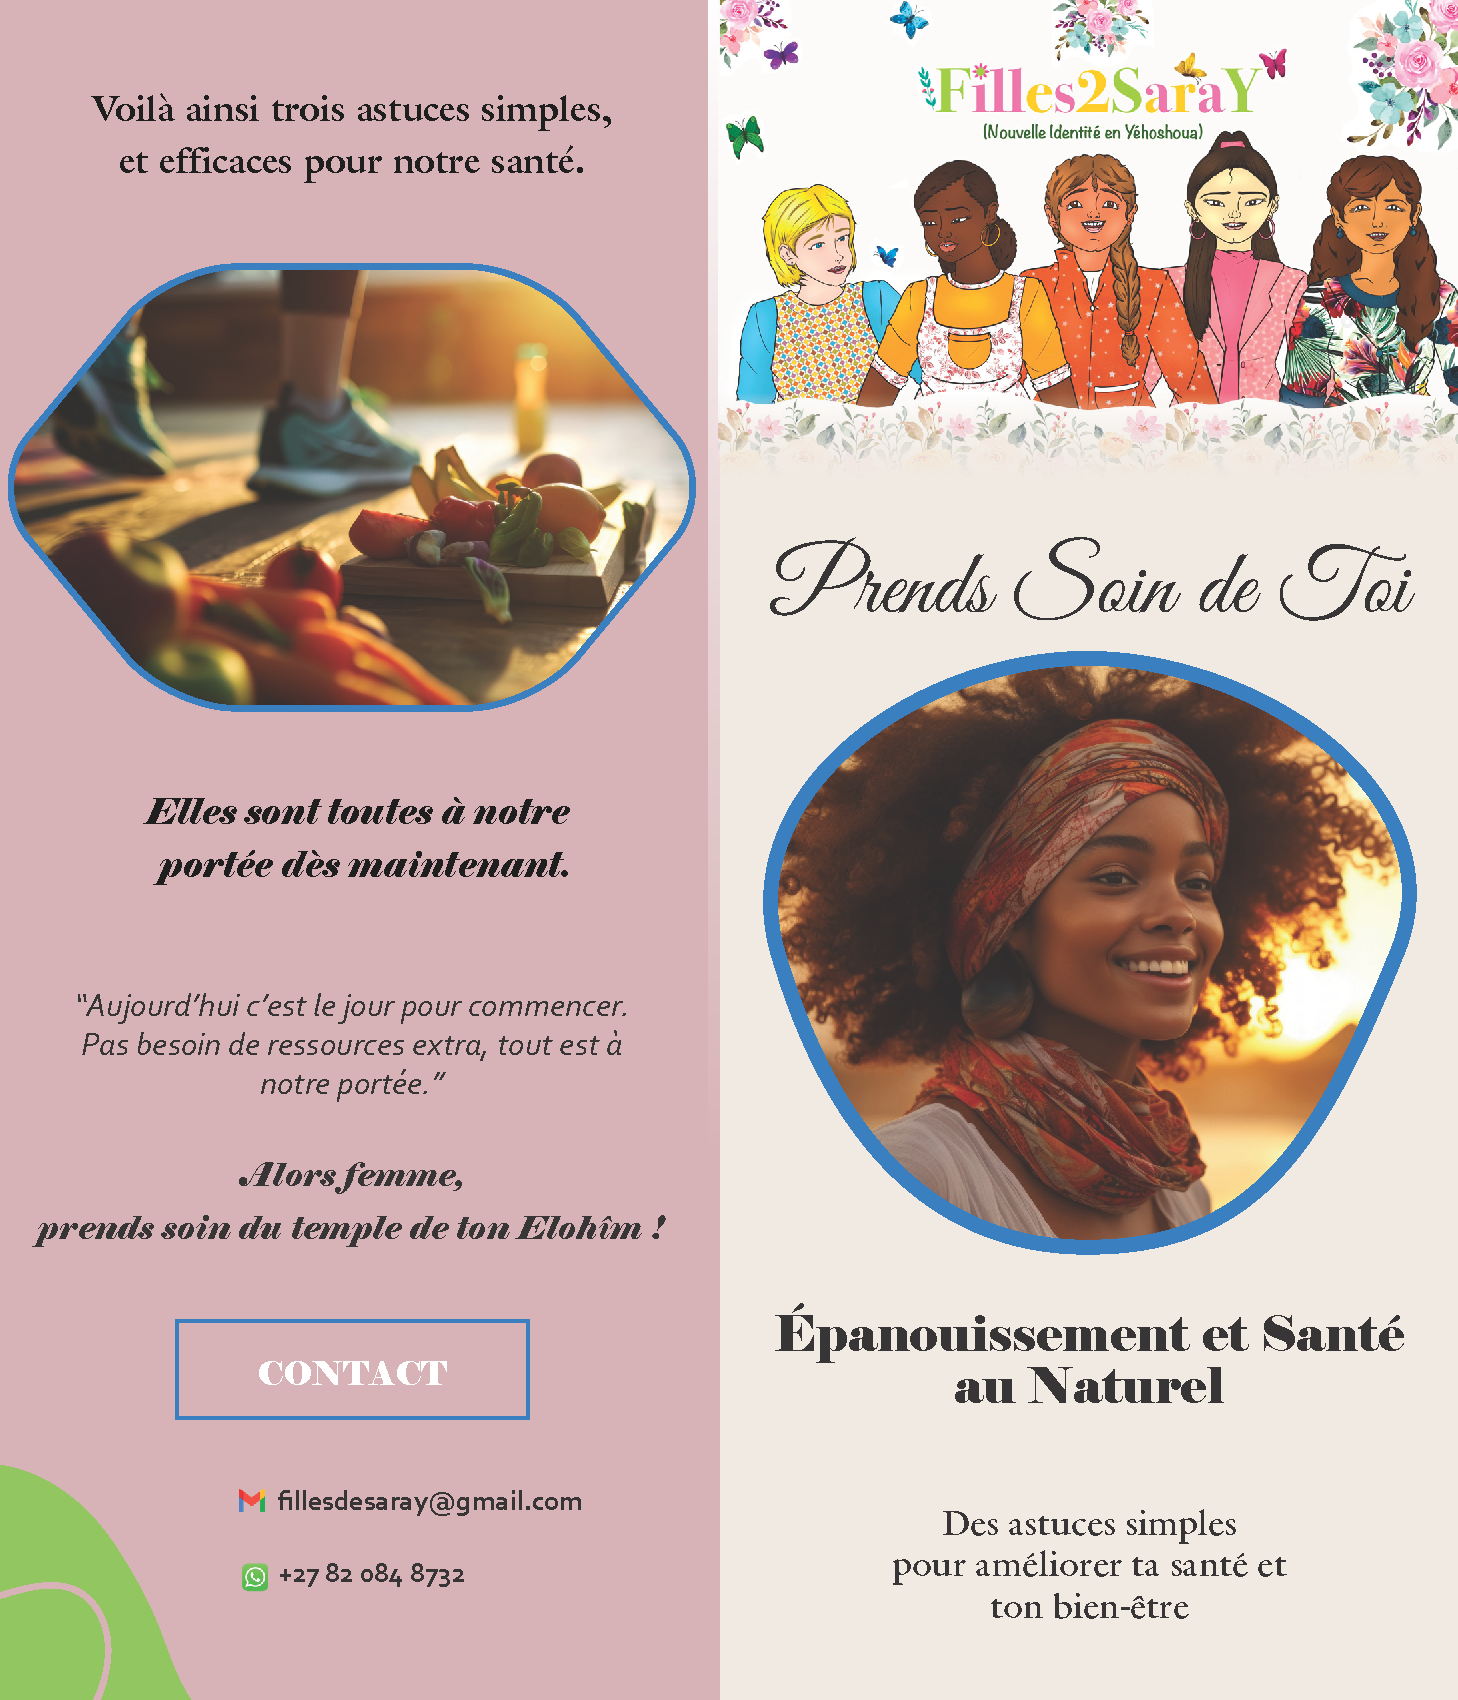 Voilà ainsi trois astuces simples,
et efficaces pour notre santé.
Elles sont toutes à notre
portée dès maintenant.
“Aujourd’hui c’est le jour pour commencer.
Pas besoin de ressources extra, tout est à
notre portée.”
Alors femme,
prends soin du temple de ton Elohîm !
CONTACT
fillesdesaray@gmail.com
+27 82 084 8732
Filles2SaraY
(Nouvelle Identité en Yéhoshoua)
Prends Soin de Toi
Épanouissement et Santé
au Naturel
Des astuces simples
pour améliorer ta santé et
ton bien-être